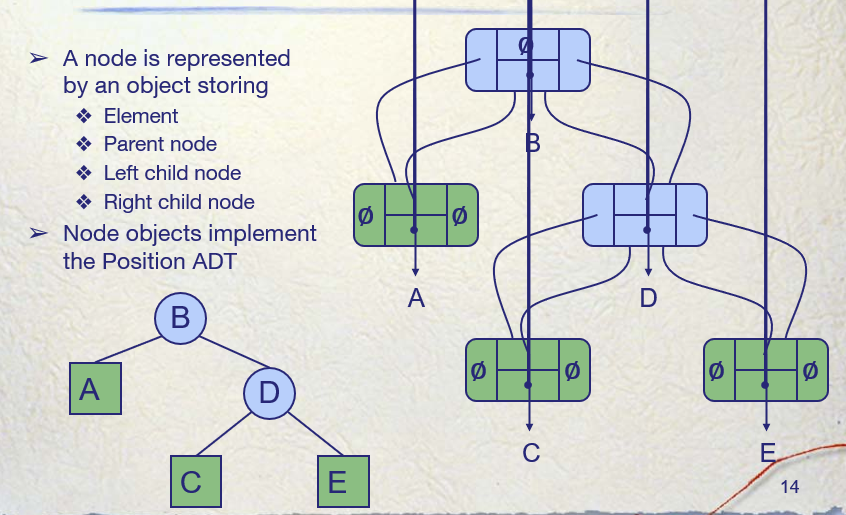 ➢ A node is represented
by an object storing
❖ Element
❖ Parent node
❖ Left child node
❖ Right child node
➢ Node objects implement
the Position ADT
B
A
D
C
E
Ø
B
Ø
Ø
A
D
Ø
Ø
Ø
Ø
C
E
14